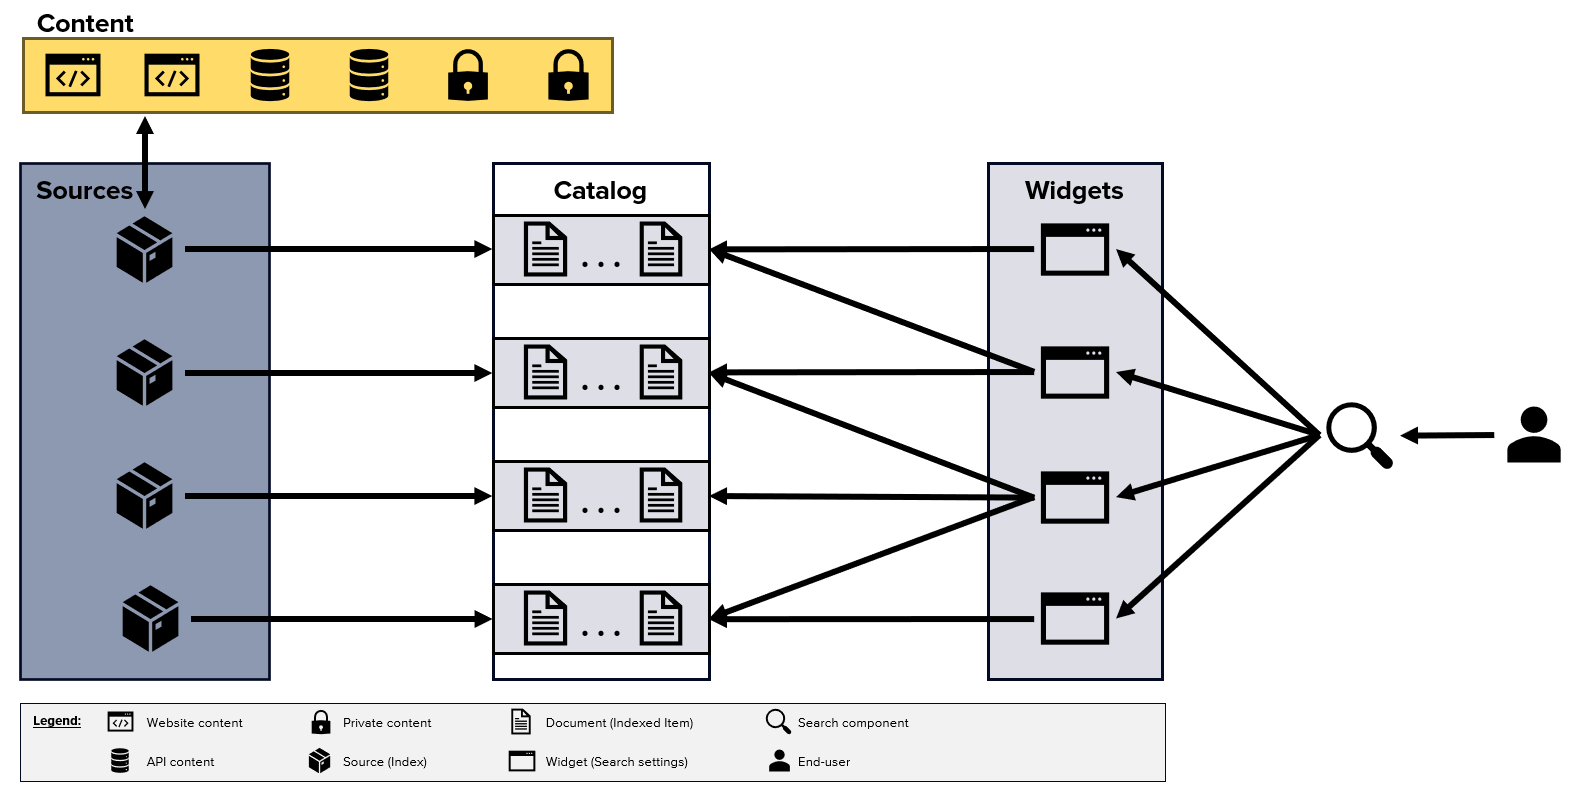 Content
Sources
Catalog
Widgets
Legend:
Website content
Private content
Document (Indexed Item)
Search component
API content
Source (Index)
Widget (Search settings)
End-user